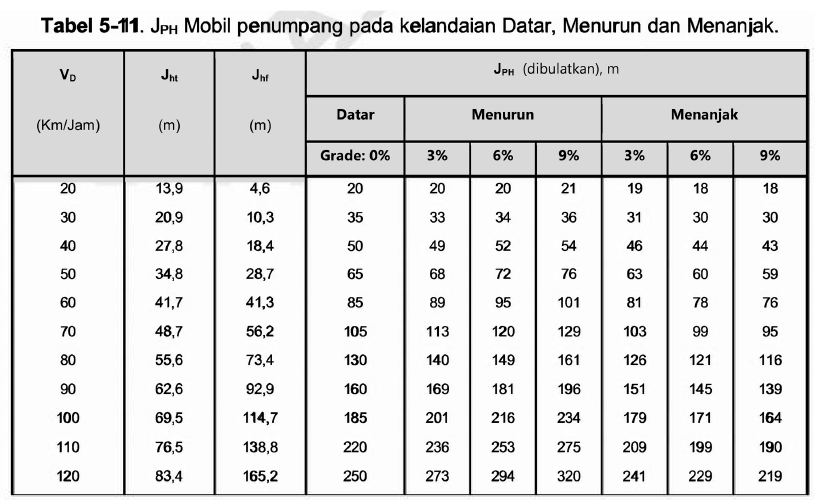 Tabel 5-11. JPH Mobil penumpang pada kelandaian Datar, Menurun dan Menanjak.
VD Jht Jhf JPH (dibulatkan), m
(Km/Jam) (m) (m) Datar Menurun Menanjak
Grade: 0% 3% 6% 9% 3% 6% 9%
20 13,9 4,6 20 20 20 21 19 18 18
30 20,9 10,3 35 33 34 36 31 30 30
40 27,8 18,4 50 49 52 54 46 44 43
50 34,8 28,7 65 68 72 76 63 60 59
60 41,7 41,3 85 89 95 101 81 78 76
70 48,7 56,2 105 113 120 129 103 99 95
80 55,6 73,4 130 140 149 161 126 121 116
90 62,6 92,9 160 169 181 196 151 145 139
100 69,5 114,7 185 201 216 234 179 171 164
110 76,5 138,8 220 236 253 275 209 199 190
120 83,4 165,2 250 273 294 320 241 229 219